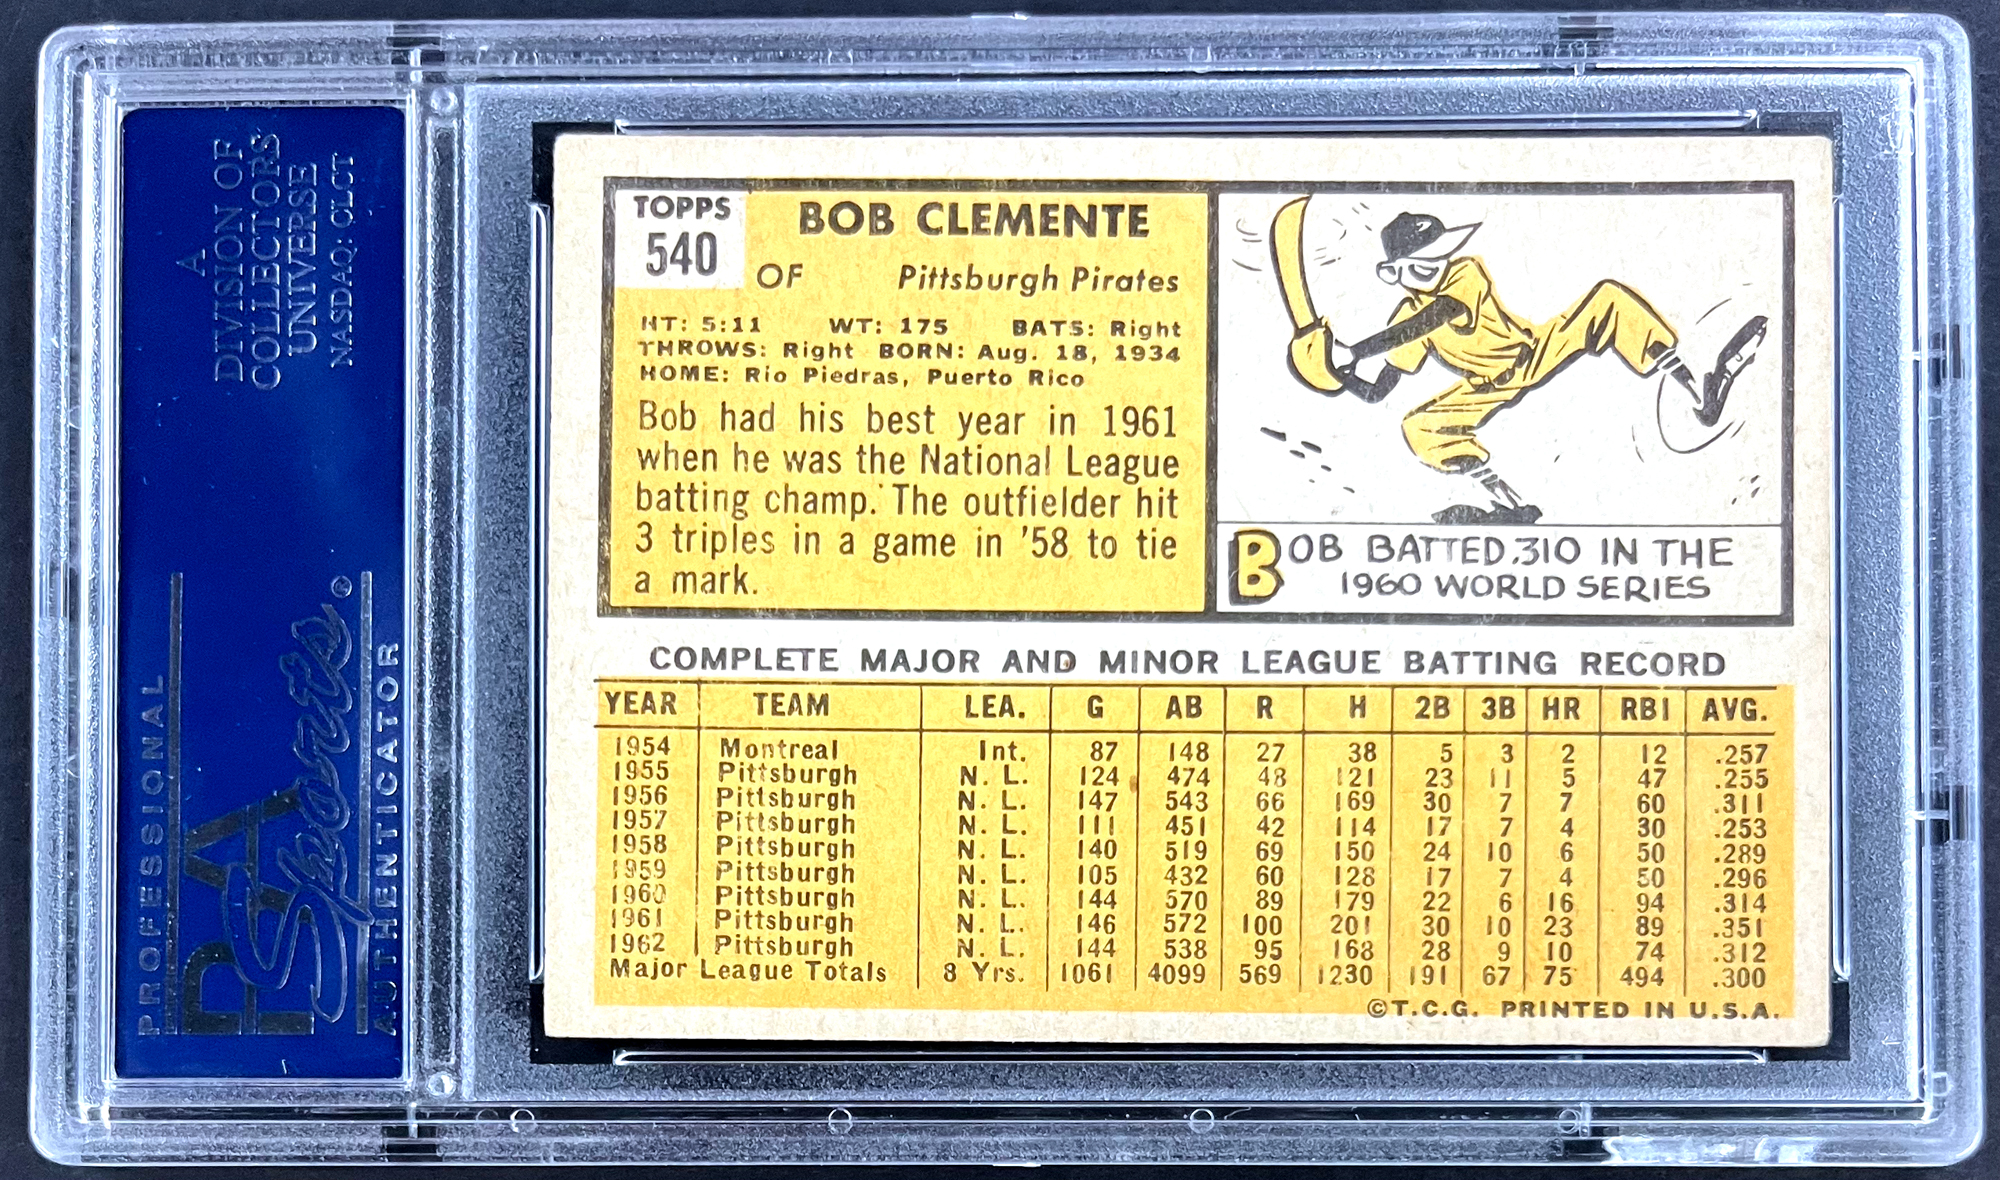 A
DIVISION OF
COLLECTORS
UNIVERSE
NASDAQ: CLCT
PROFESSIONAL
PSA
Sports®
AUTHENTICATOR
TOPPS
540
BOB CLEMENTE
OF Pittsburgh Pirates
HT: 5:11 WT: 175 BATS: Right
THROWS: Right BORN: Aug. 18, 1934
HOME: Rio Piedras, Puerto Rico
Bob had his best year in 1961
when he was the National League
batting champ. The outfielder hit
3 triples in a game in '58 to tie
a mark.
BOB BATTED .310 IN THE
1960 WORLD SERIES
COMPLETE MAJOR AND MINOR LEAGUE BATTING RECORD
YEAR TEAM LEA. G AB R H 2B 3B HR RBI AVG.
1954 Montreal Int. 87 148 27 38 5 3 2 12 .257
1955 Pittsburgh N. L. 124 474 48 121 23 11 5 47 .255
1956 Pittsburgh N. L. 147 543 66 169 30 7 7 60 .311
1957 Pittsburgh N. L. 111 451 42 114 17 7 4 30 .253
1958 Pittsburgh N. L. 140 519 69 150 24 10 6 50 .289
1959 Pittsburgh N. L. 105 432 60 128 17 7 4 50 .296
1960 Pittsburgh N. L. 144 570 89 179 22 6 16 94 .314
1961 Pittsburgh N. L. 146 572 100 201 30 10 23 89 .351
1962 Pittsburgh N. L. 144 538 95 168 28 9 10 74 .312
Major League Totals 8 Yrs. 1061 4099 569 1230 191 67 75 494 .300
©T.C.G. PRINTED IN U.S.A.